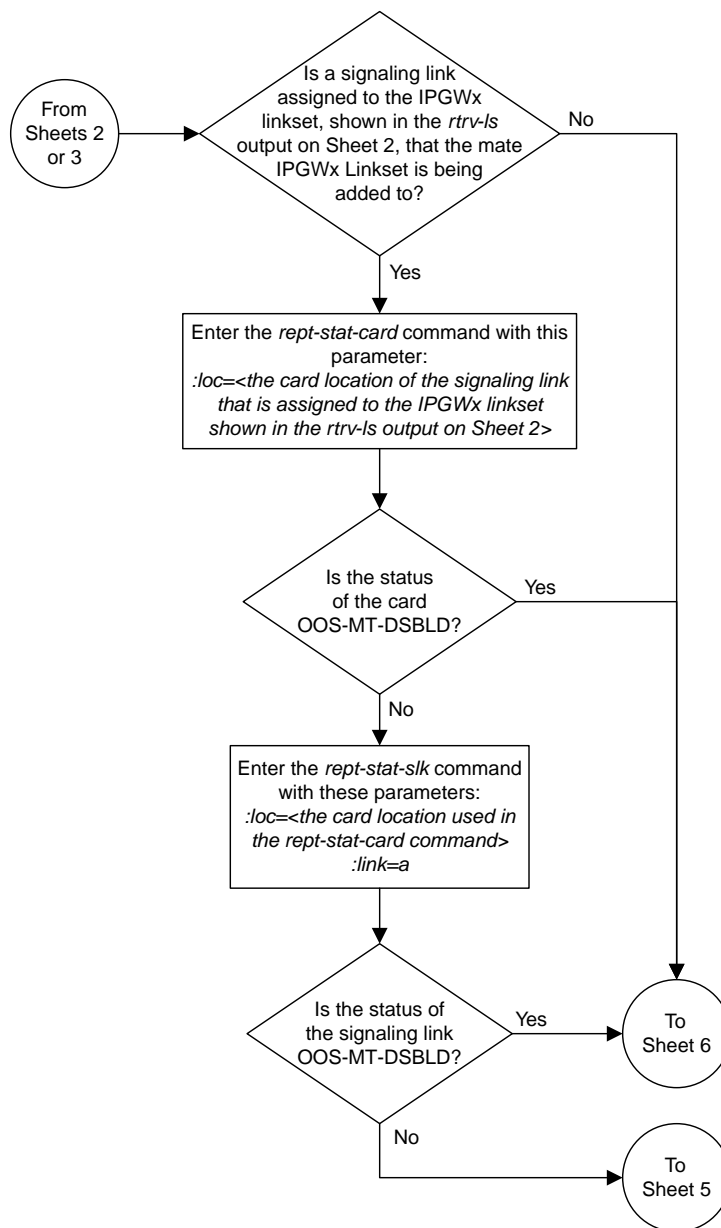 From
Sheets 2
or 3
Is a signaling link
assigned to the IPGWx
linkset, shown in the rtrv-ls
output on Sheet 2, that the mate
IPGWx Linkset is being
added to?
No
Yes
Enter the rept-stat-card command with this
parameter:
:loc=<the card location of the signaling link
that is assigned to the IPGWx linkset
shown in the rtrv-ls output on Sheet 2>
Is the status
of the card
OOS-MT-DSBLD?
Yes
No
Enter the rept-stat-slk command
with these parameters:
:loc=<the card location used in
the rept-stat-card command>
:link=a
Is the status of
the signaling link
OOS-MT-DSBLD?
Yes
To
Sheet 6
No
To
Sheet 5